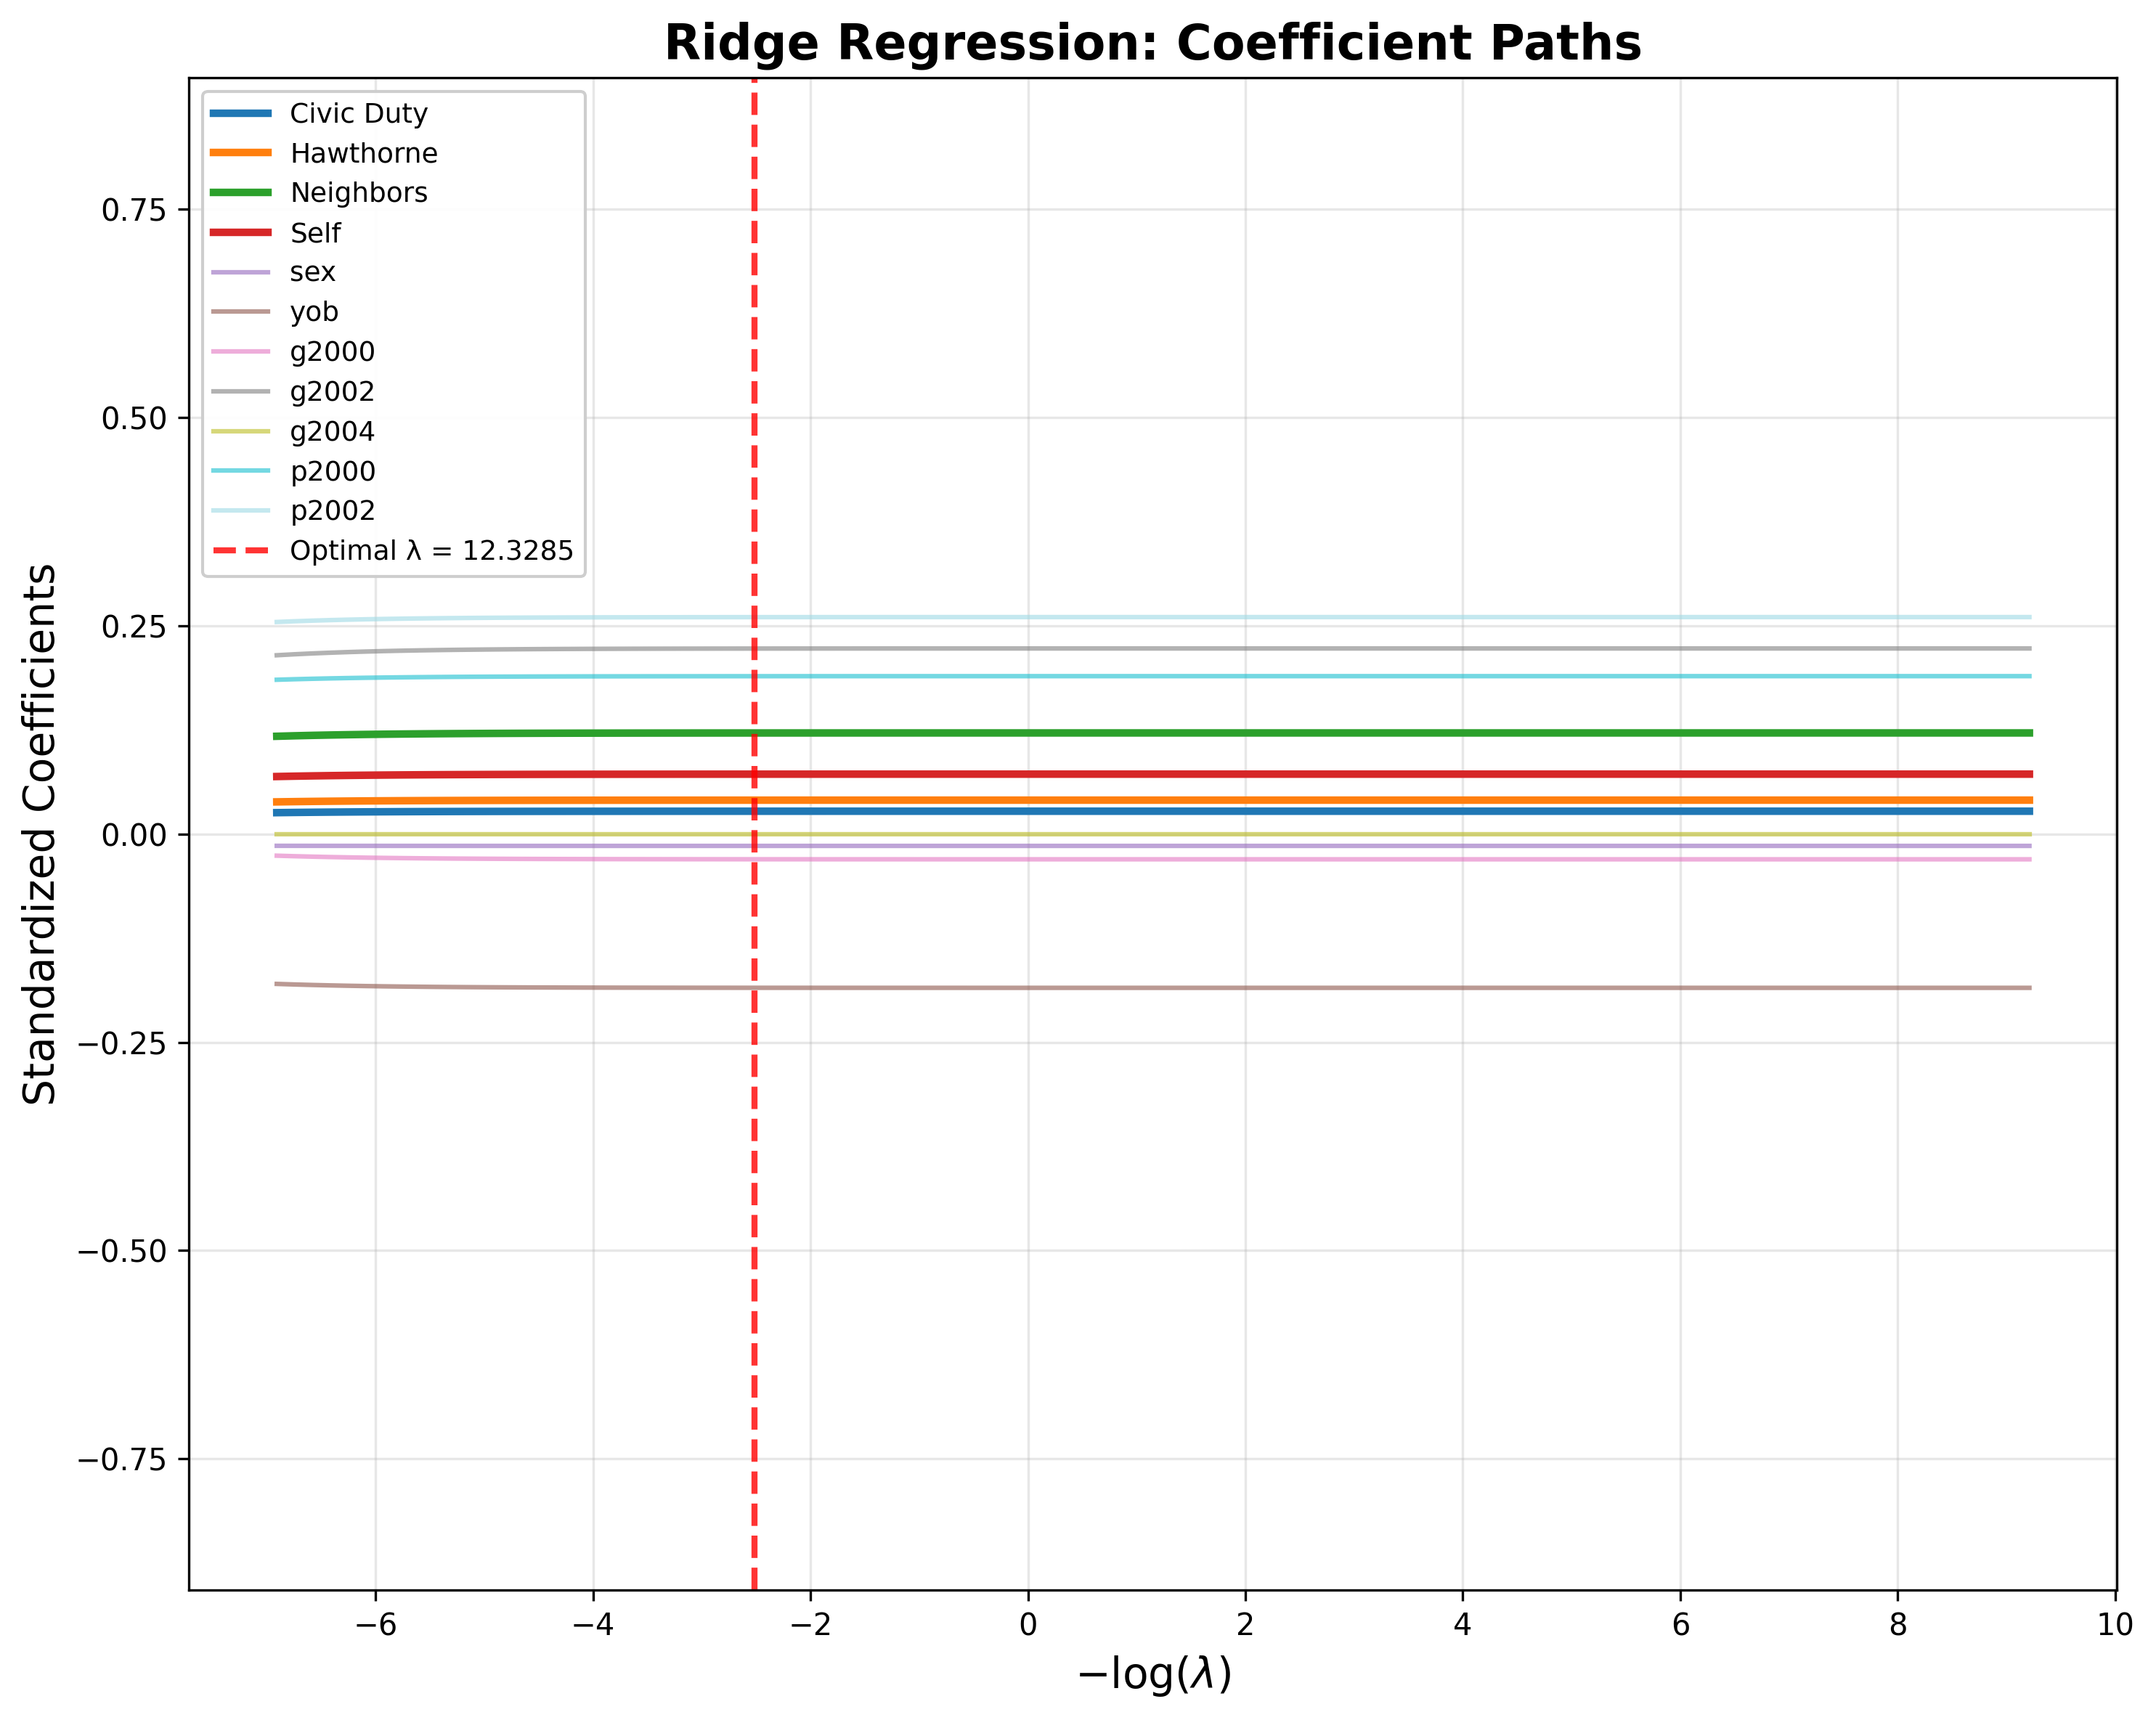 Ridge Regression: Coefficient Paths
Civic Duty
Hawthorne
Neighbors
Self
sex
yob
g2000
g2002
g2004
p2000
p2002
Optimal λ = 12.3285
Standardized Coefficients
0.75
0.50
0.25
0.00
−0.25
−0.50
−0.75
−6 −4 −2 0 2 4 6 8 10
−log(λ)